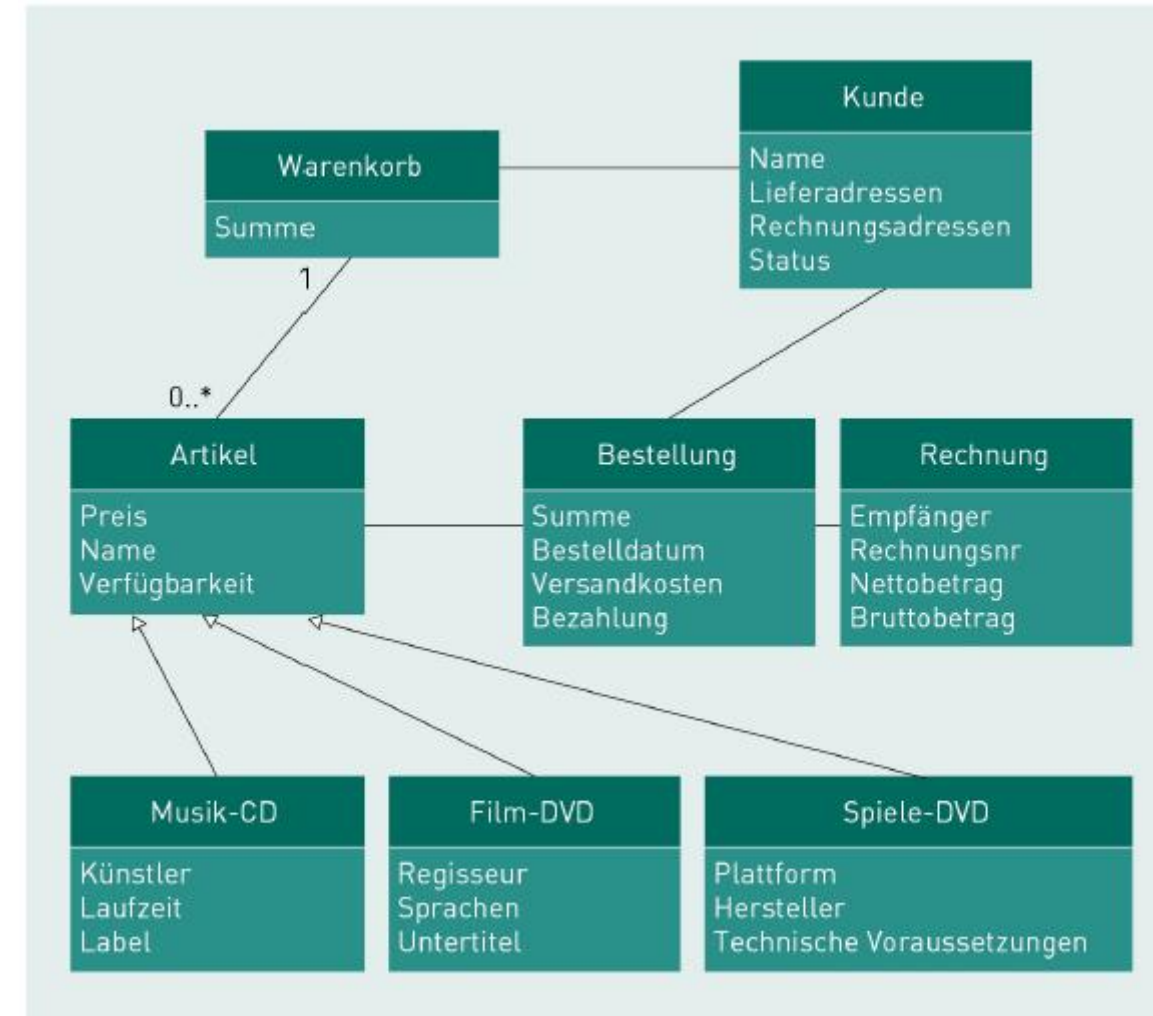 Kunde
Name
Lieferadressen
Rechnungsadressen
Status
Warenkorb
Summe
1
0..*
Artikel
Preis
Name
Verfügbarkeit
Bestellung
Summe
Bestelldatum
Versandkosten
Bezahlung
Rechnung
Empfänger
Rechnungsnr
Nettobetrag
Bruttobetrag
Musik-CD
Künstler
Laufzeit
Label
Film-DVD
Regisseur
Sprachen
Untertitel
Spiele-DVD
Plattform
Hersteller
Technische Voraussetzungen